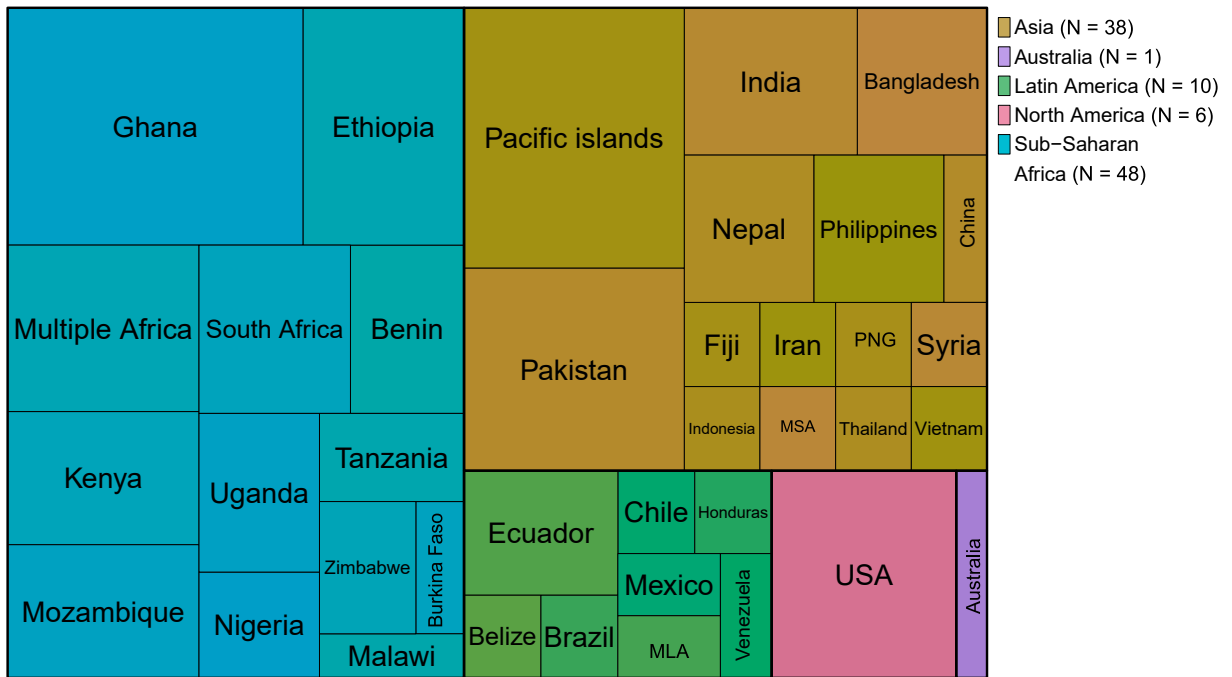 Ghana
Ethiopia
Multiple Africa
South Africa
Benin
Kenya
Uganda
Tanzania
Mozambique
Nigeria
Zimbabwe
Burkina Faso
Malawi
Pacific islands
India
Bangladesh
Nepal
Philippines
China
Pakistan
Fiji
Iran
PNG
Syria
Indonesia
MSA
Thailand
Vietnam
Ecuador
Chile
Honduras
Belize
Brazil
Mexico
MLA
Venezuela
USA
Australia
Asia (N = 38)
Australia (N = 1)
Latin America (N = 10)
North America (N = 6)
Sub−Saharan
Africa (N = 48)